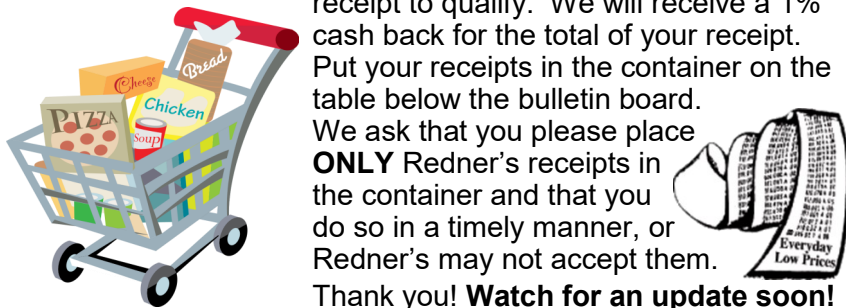 receipt to qualify. We will receive a 1%
cash back for the total of your receipt.
Put your receipts in the container on the
table below the bulletin board.
We ask that you please place
ONLY Redner’s receipts in
the container and that you
do so in a timely manner, or
Redner’s may not accept them.
Thank you! Watch for an update soon!
Bread
Cheese
Chicken
PIZZA
Soup
Everyday
Low Prices